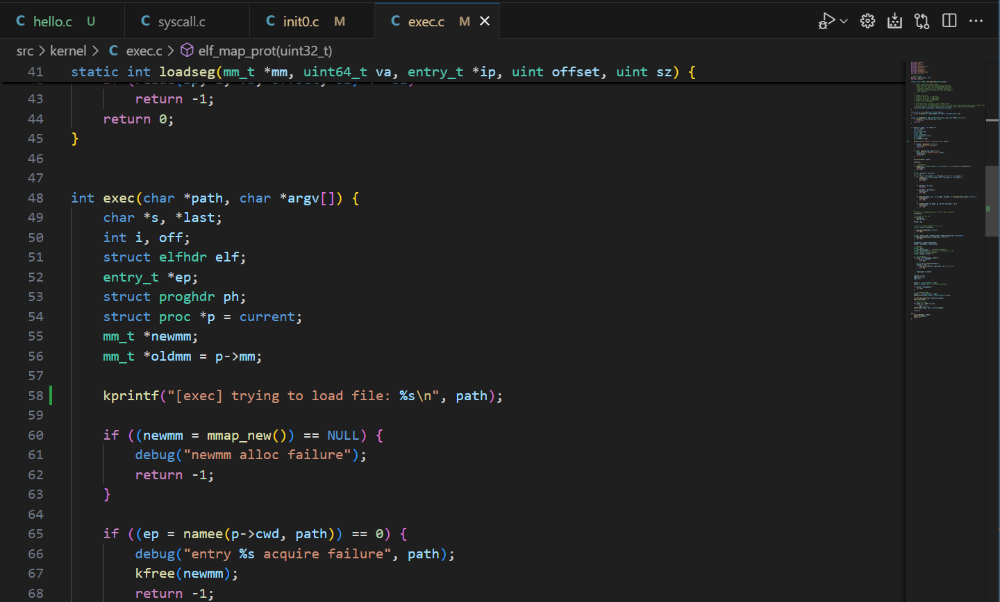 C hello.c U C syscall.c C init0.c M C exec.c M
src > kernel > C exec.c > elf_map_prot(uint32_t)
41 static int loadseg(mm_t *mm, uint64_t va, entry_t *ip, uint offset, uint sz) {
43 return -1;
44 return 0;
45 }
46
47
48 int exec(char *path, char *argv[]) {
49 char *s, *last;
50 int i, off;
51 struct elfhdr elf;
52 entry_t *ep;
53 struct proghdr ph;
54 struct proc *p = current;
55 mm_t *newmm;
56 mm_t *oldmm = p->mm;
57
58 kprintf("[exec] trying to load file: %s\n", path);
59
60 if ((newmm = mmap_new()) == NULL) {
61 debug("newmm alloc failure");
62 return -1;
63 }
64
65 if ((ep = namee(p->cwd, path)) == 0) {
66 debug("entry %s acquire failure", path);
67 kfree(newmm);
68 return -1;